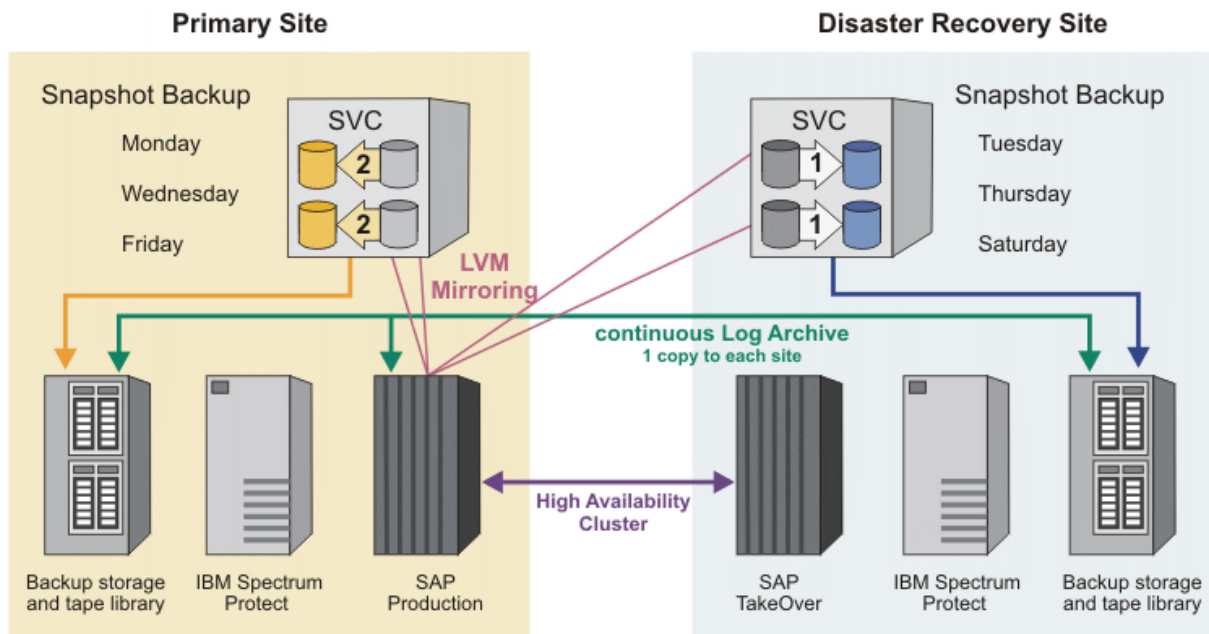 Primary Site
Disaster Recovery Site
Snapshot Backup
Monday
Wednesday
Friday
SVC
2
2
SVC
1
1
Snapshot Backup
Tuesday
Thursday
Saturday
LVM
Mirroring
continuous Log Archive
1 copy to each site
High Availability
Cluster
Backup storage
and tape library
IBM Spectrum
Protect
SAP
Production
SAP
TakeOver
IBM Spectrum
Protect
Backup storage
and tape library